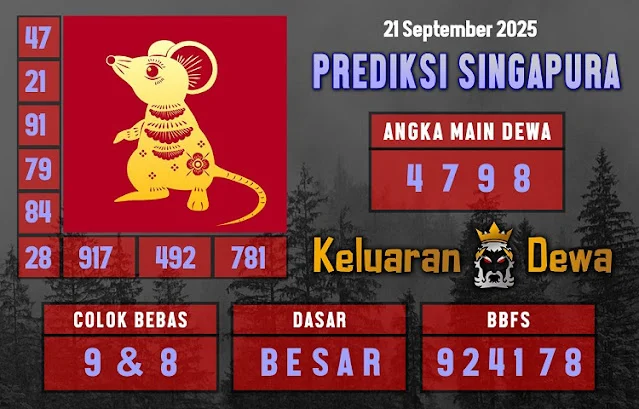 21 September 2025
PREDIKSI SINGAPURA
47
21
91
79
84
28 917 492 781
ANGKA MAIN DEWA
4 7 9 8
Keluaran Dewa
COLOK BEBAS
9 & 8
DASAR
BESAR
BBFS
924178